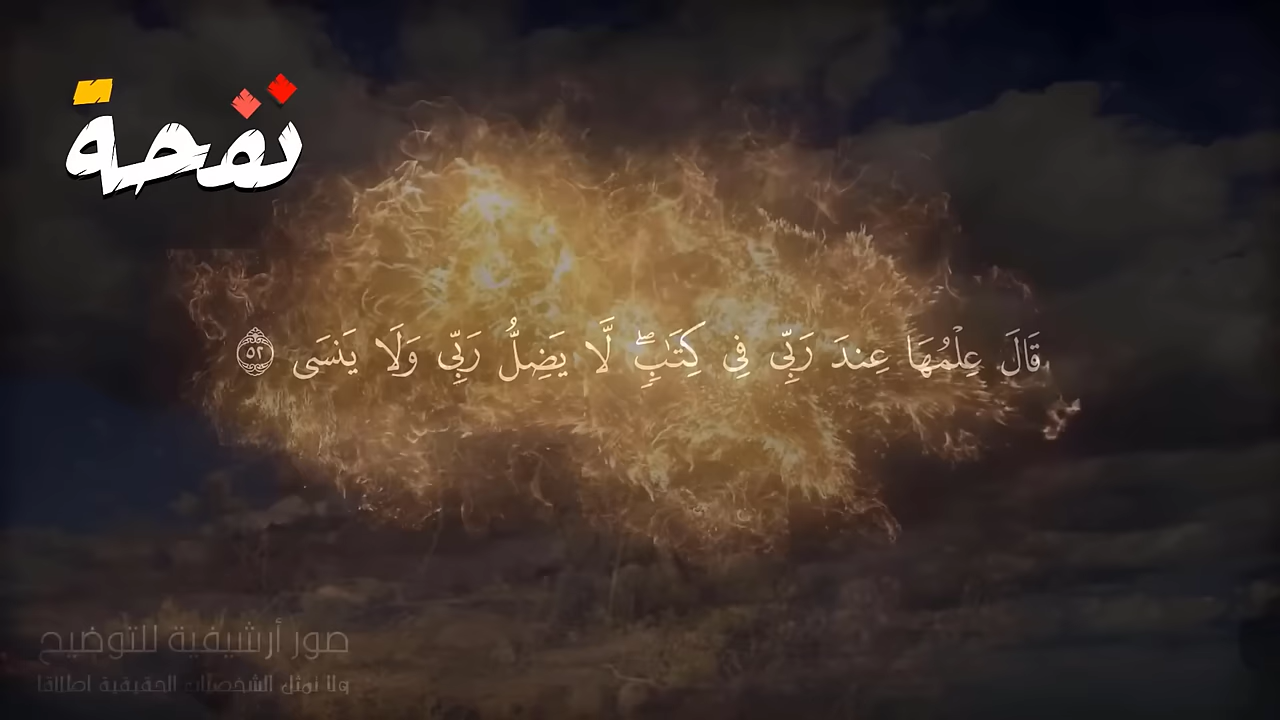 نفحة
قَالَ عِلْمُهَا عِندَ رَبِّى فِى كِتَٰبٍۢ ۖ لَّا يَضِلُّ رَبِّى وَلَا يَنسَى ٥٢
صور أرشيفية للتوضيح
ولا تمثل الشخصيات الحقيقية اطلاقا